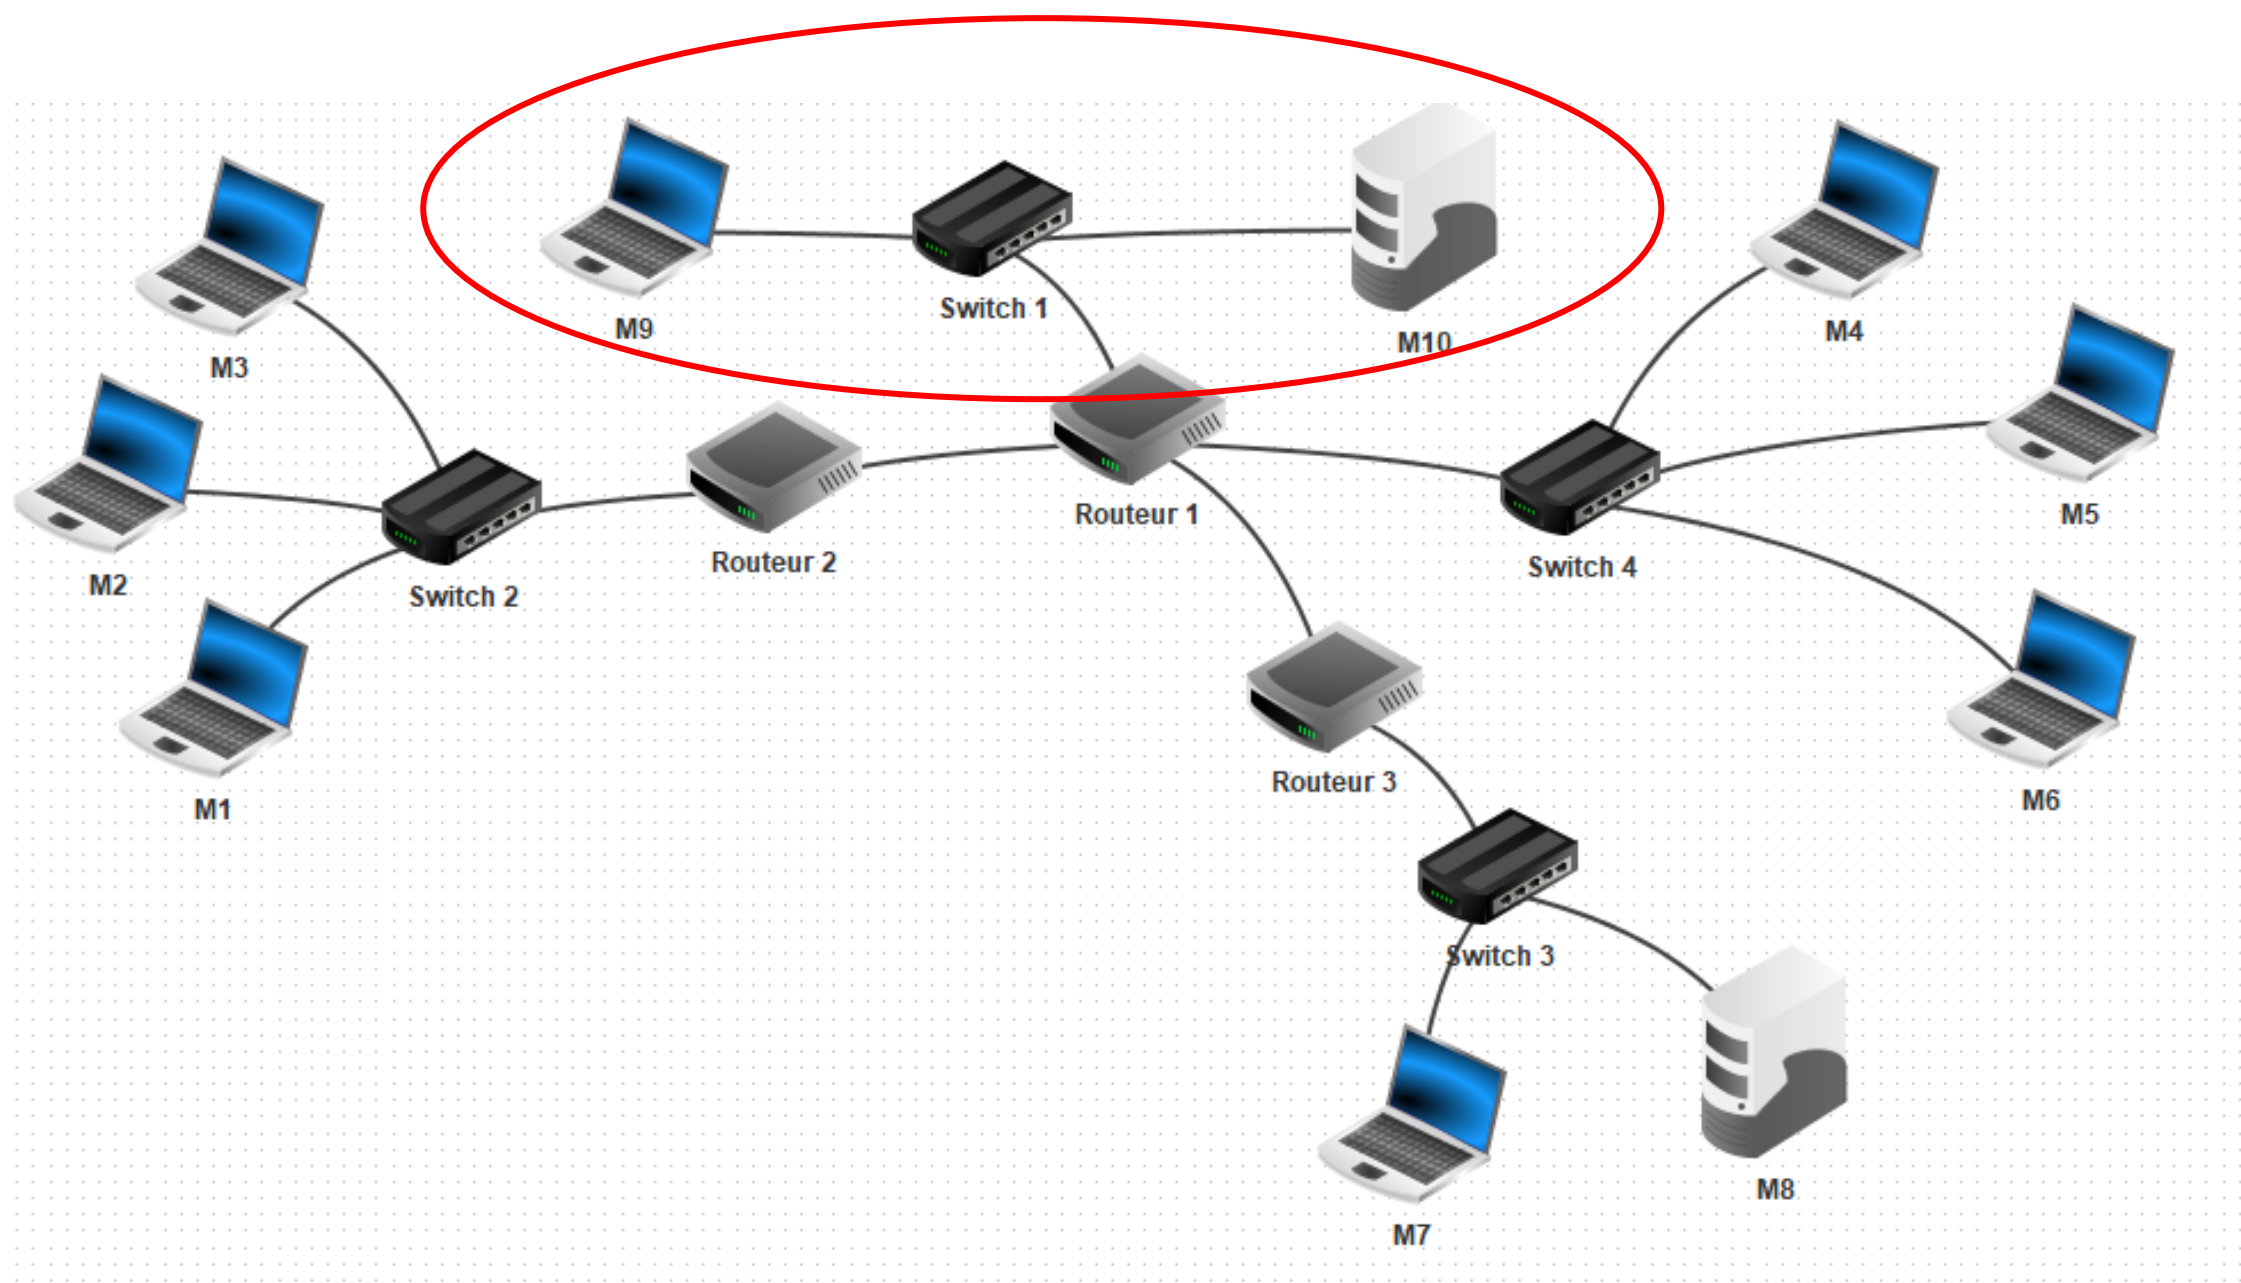 M9
Switch 1
M10
M4
M3
M5
Routeur 1
Routeur 2
Switch 4
M2
Switch 2
Routeur 3
M6
M1
Switch 3
M8
M7